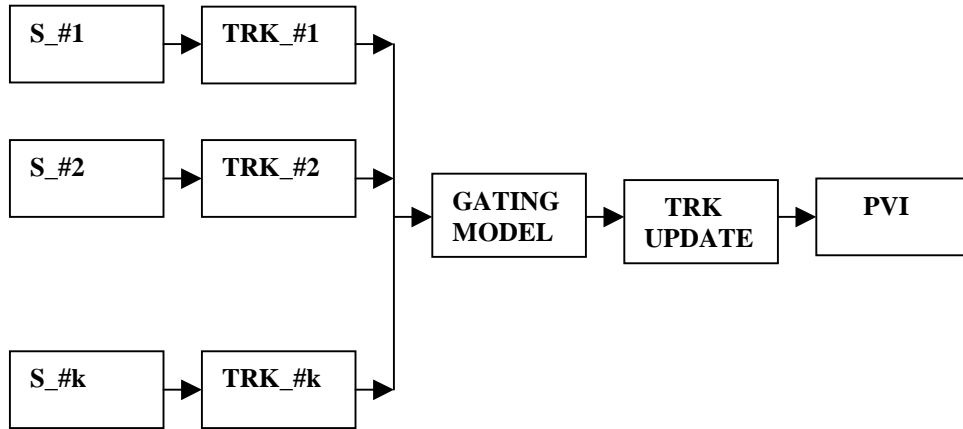 S_#1
TRK_#1
S_#2
TRK_#2
GATING
MODEL
TRK
UPDATE
PVI
S_#k
TRK_#k